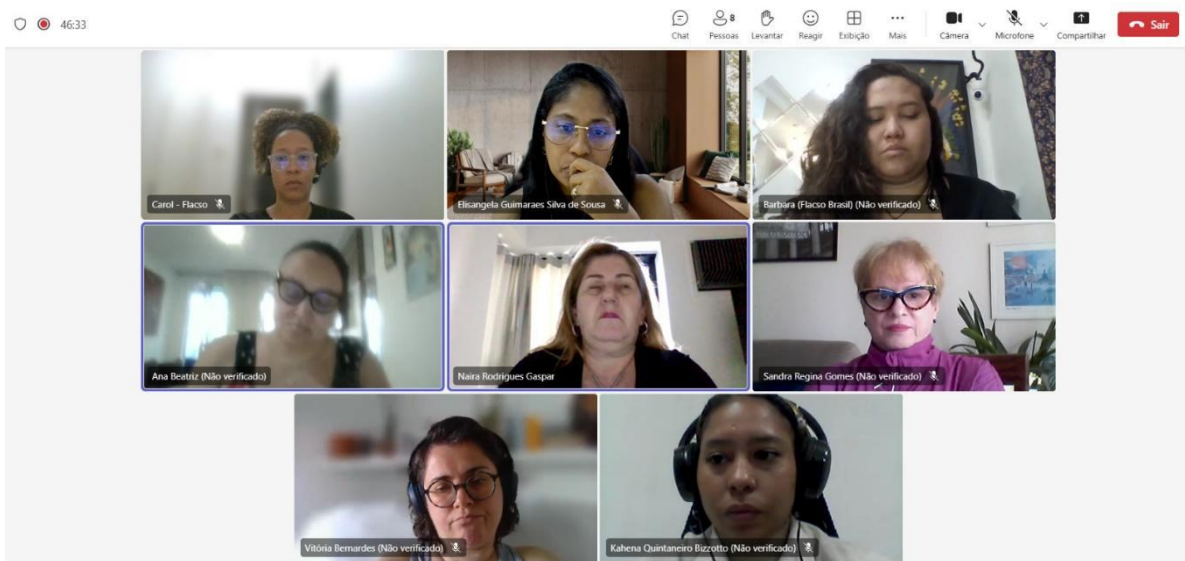 46:33
8
Chat
Pessoas
Levantar
Reagir
Exibição
Mais
Câmera
Microfone
Compartilhar
Sair
Carol - Flacso
Elisangela Guimaraes Silva de Sousa
Barbara (Flacso Brasil) (Não verificado)
Ana Beatriz (Não verificado)
Naira Rodrigues Gaspar
Sandra Regina Gomes (Não verificado)
Vitória Bernardes (Não verificado)
Kahena Quintaneiro Bizzotto (Não verificado)